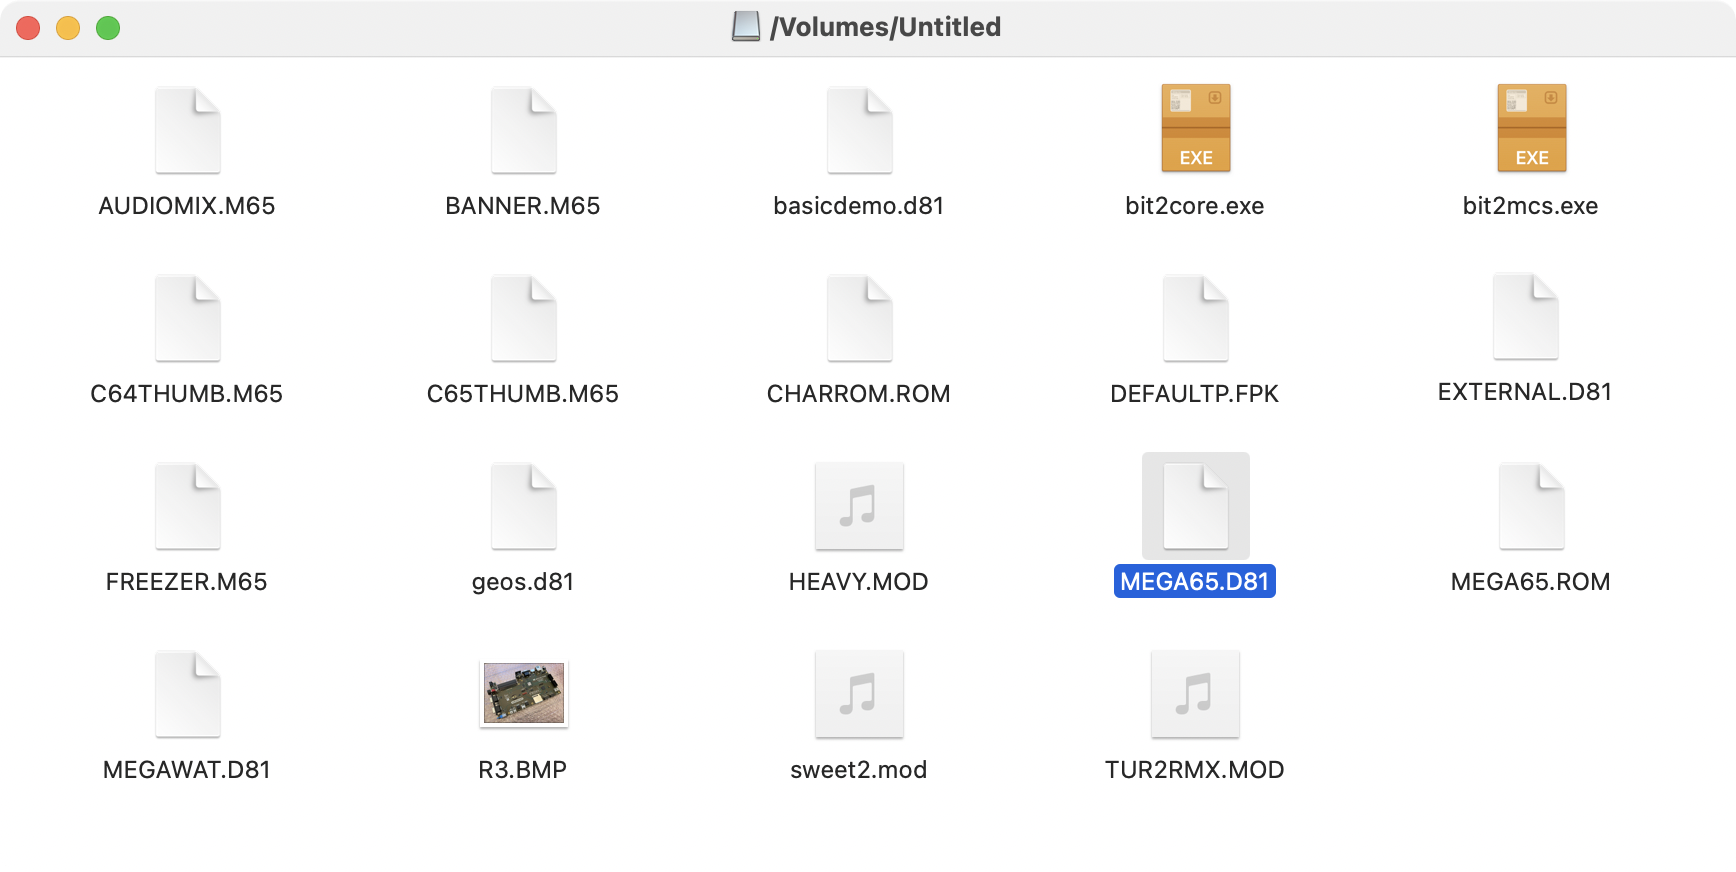 /Volumes/Untitled
AUDIOMIX.M65
BANNER.M65
basicdemo.d81
EXE
bit2core.exe
EXE
bit2mcs.exe
C64THUMB.M65
C65THUMB.M65
CHARROM.ROM
DEFAULTP.FPK
EXTERNAL.D81
FREEZER.M65
geos.d81
HEAVY.MOD
MEGA65.D81
MEGA65.ROM
MEGAWAT.D81
R3.BMP
sweet2.mod
TUR2RMX.MOD